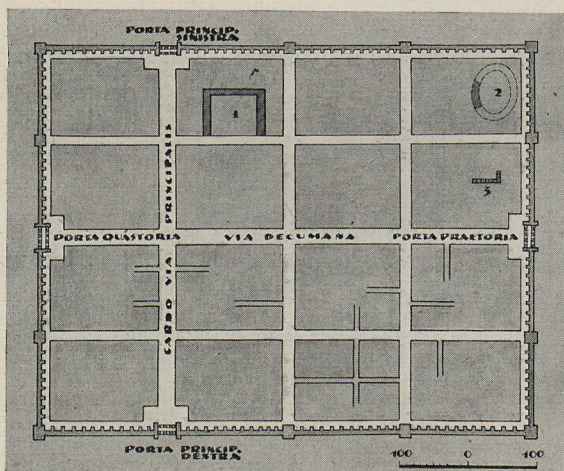 PORTA PRINCIP.
SINISTRA
1
2
3
PRINCIPALIS
PORTA QUÁSTORIA VIA DECUMANA PORTA PRAETORIA
CARDO VIA
PORTA PRINCIP.
DEXTRA
100 0 100